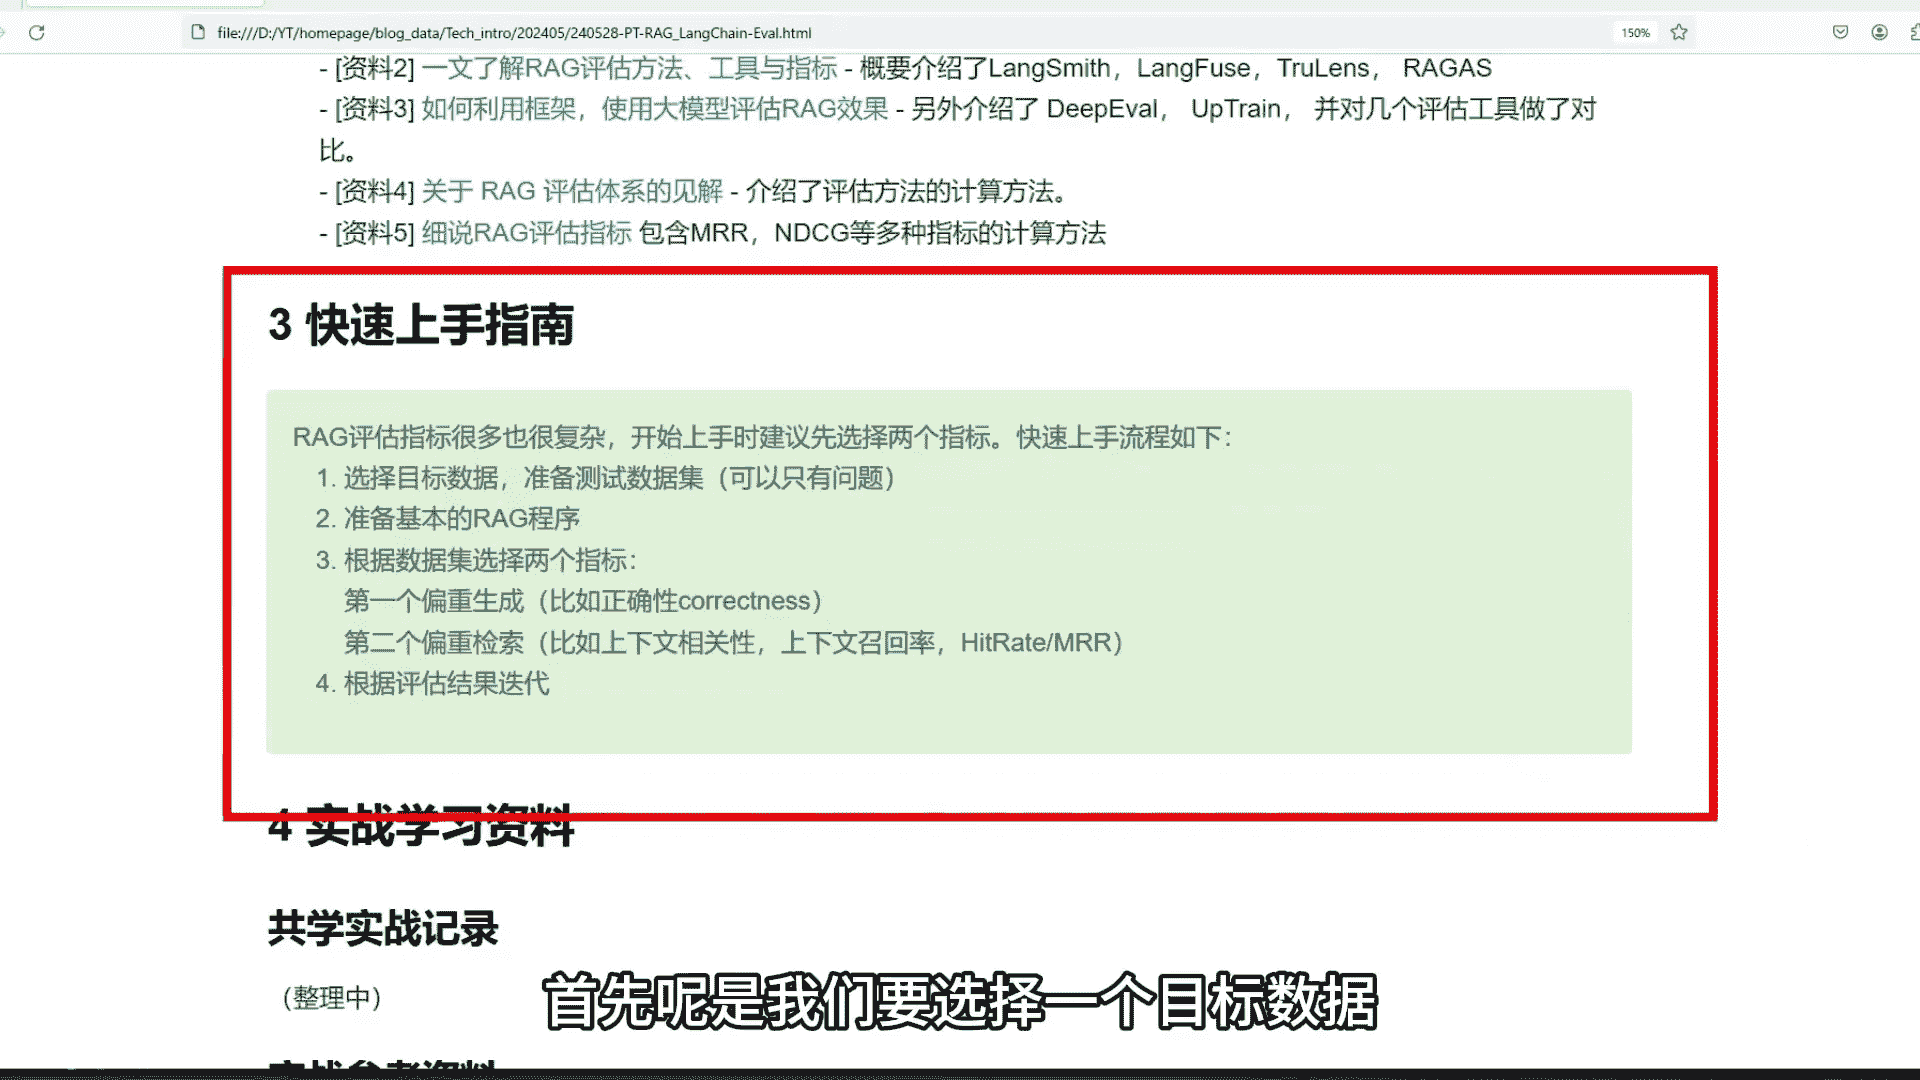 file:///D:/YT/homepage/blog_data/Tech_intro/202405/240528-PT-RAG_LangChain-Eval.html
150%
- [资料2] 一文了解RAG评估方法、工具与指标 - 概要介绍了LangSmith，LangFuse，TruLens， RAGAS
- [资料3] 如何利用框架，使用大模型评估RAG效果 - 另外介绍了 DeepEval， UpTrain， 并对几个评估工具做了对
比。
- [资料4] 关于 RAG 评估体系的见解 - 介绍了评估方法的计算方法。
- [资料5] 细说RAG评估指标 包含MRR，NDCG等多种指标的计算方法
3 快速上手指南
RAG评估指标很多也很复杂，开始上手时建议先选择两个指标。快速上手流程如下：
1. 选择目标数据，准备测试数据集（可以只有问题）
2. 准备基本的RAG程序
3. 根据数据集选择两个指标：
第一个偏重生成（比如正确性correctness）
第二个偏重检索（比如上下文相关性，上下文召回率，HitRate/MRR）
4. 根据评估结果迭代
4 实战学习资料
共学实战记录
（整理中）
首先呢是我们要选择一个目标数据
实战参考资料